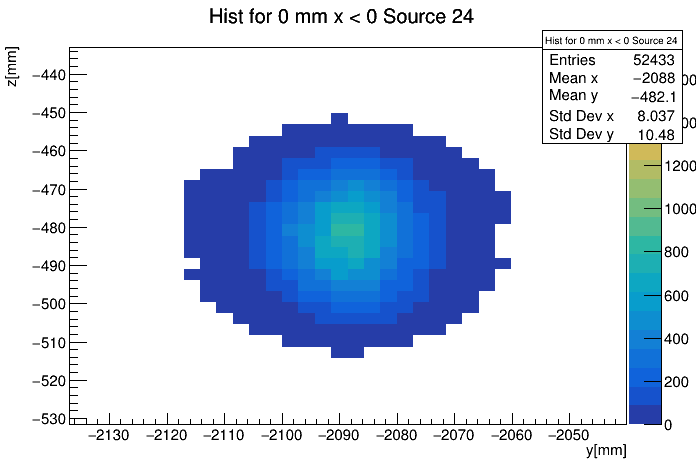 Hist for 0 mm x < 0 Source 24
z[mm]
Hist for 0 mm x < 0 Source 24
Entries 52433
Mean x −2088
Mean y −482.1
Std Dev x 8.037
Std Dev y 10.48
−440
−450
−460
−470
−480
−490
−500
−510
−520
−530
1200
1000
800
600
400
200
0
−2130 −2120 −2110 −2100 −2090 −2080 −2070 −2060 −2050
y[mm]